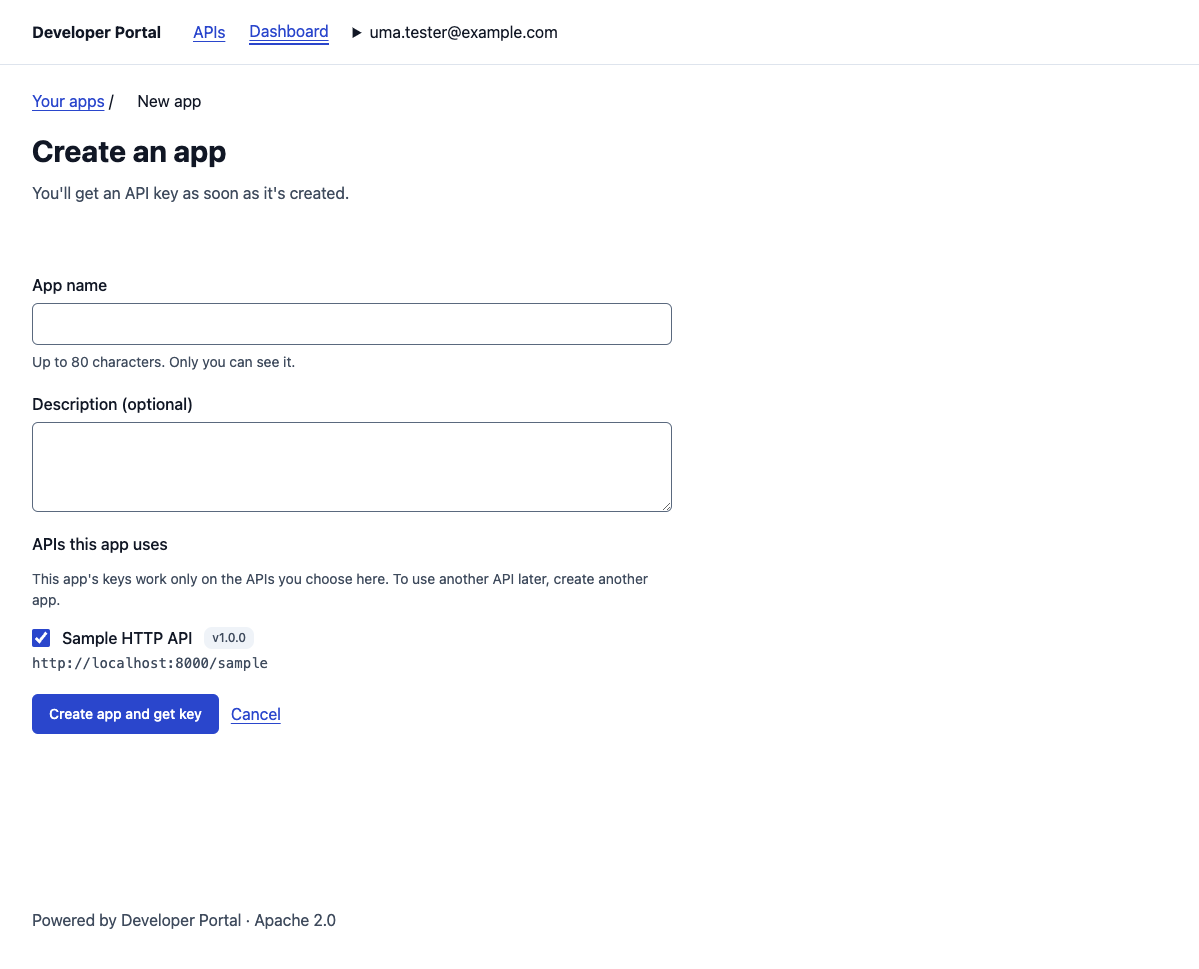 Developer Portal APIs Dashboard ▶ uma.tester@example.com
Your apps / New app
Create an app
You'll get an API key as soon as it's created.
App name
Up to 80 characters. Only you can see it.
Description (optional)
APIs this app uses
This app's keys work only on the APIs you choose here. To use another API later, create another
app.
Sample HTTP API v1.0.0
http://localhost:8000/sample
Create app and get key Cancel
Powered by Developer Portal · Apache 2.0